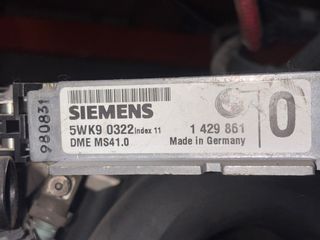 980831
SIEMENS
5WK9 0322 Index 11
DME MS41.0
1 429 861
Made in Germany
0